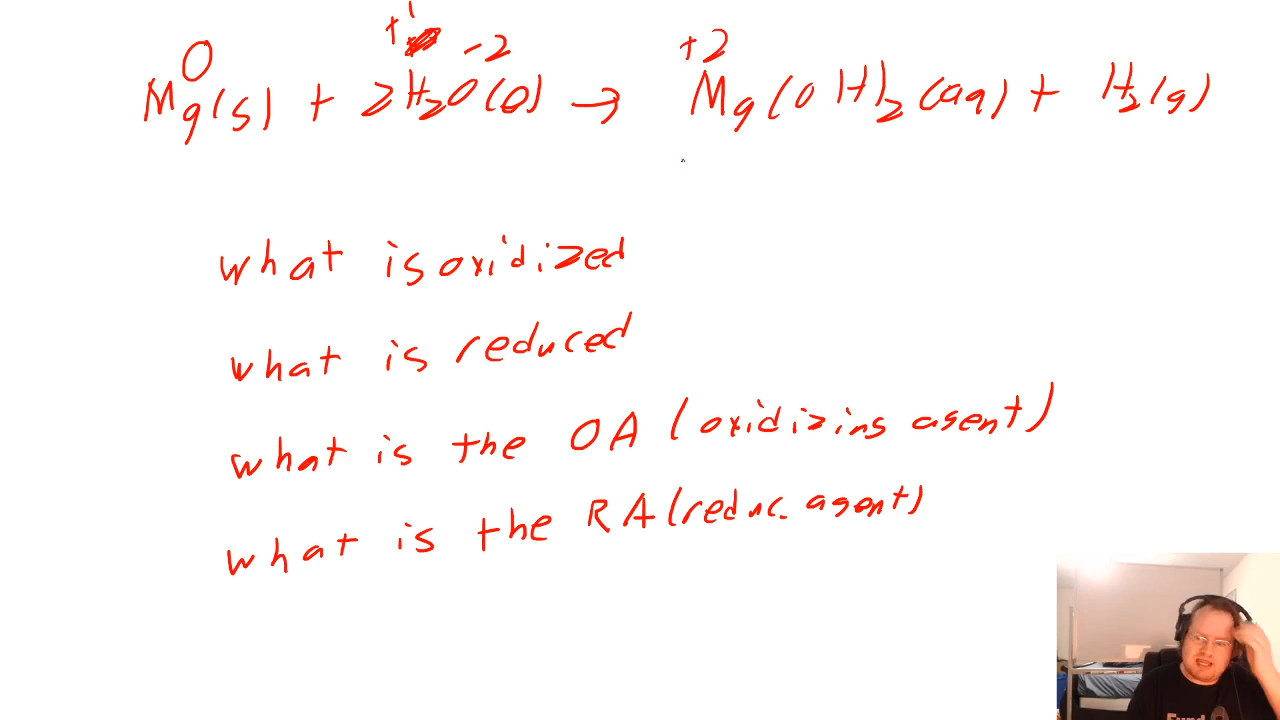 0 +1 -2 +2
Mg(s) + 2H2O(l) → Mg(OH)2(aq) + H2(g)
what is oxidized
what is reduced
what is the OA (oxidizing agent)
what is the RA (reduc. agent)